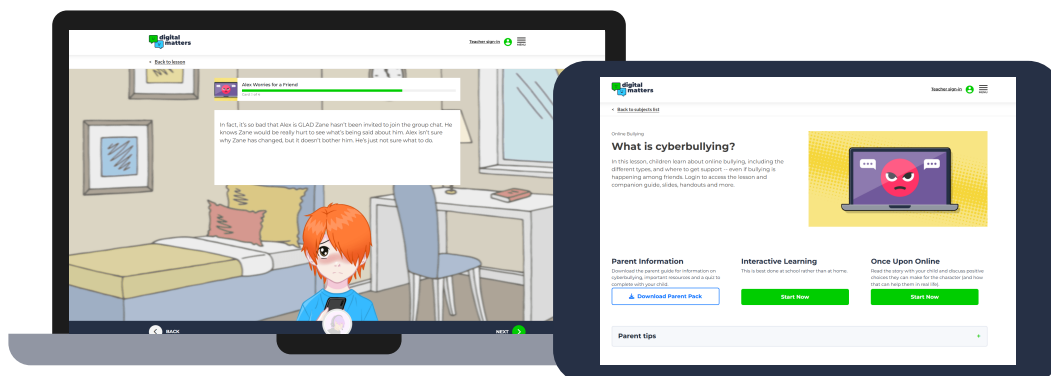 digital
matters
Teacher sign in
Back to lesson
Alex Worries for a Friend
In fact, it's so bad that Alex is GLAD Zane hasn't been invited to join the group chat. He
knows Zane would be really hurt to see what's being said about him. Alex isn't sure
why Zane has changed, but it doesn't bother him. He's just not sure what to do.
BACK
NEXT
digital
matters
Teacher sign in
Back to subjects list
Online Bullying
What is cyberbullying?
In this lesson, children learn about online bullying, including the
different types, and where to get support – even if bullying is
happening among friends. Login to access the lesson and
companion guide, slides, handouts and more.
Parent Information
Download the parent guide for information on
cyberbullying, important resources and a quiz to
complete with your child.
Download Parent Pack
Interactive Learning
This is best done at school rather than at home.
Start Now
Once Upon Online
Read the story with your child and discuss positive
choices they can make for the character (and how
that can help them in real life).
Start Now
Parent tips
+